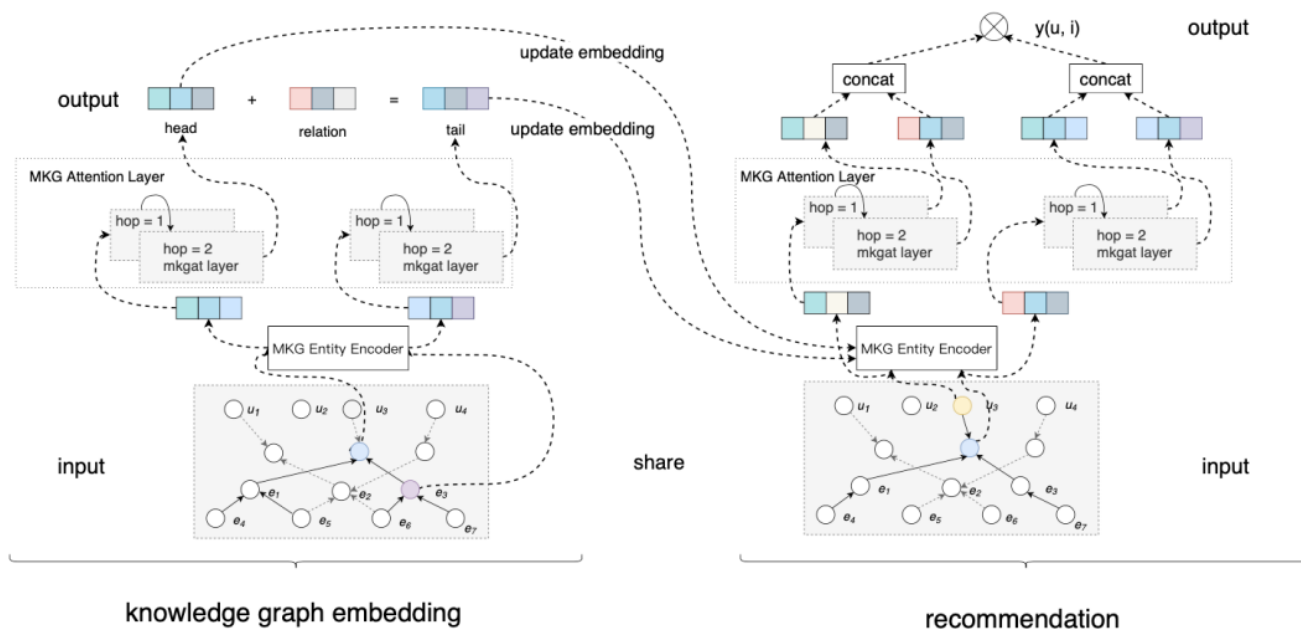 output
head
+
relation
=
tail
update embedding
update embedding
MKG Attention Layer
hop = 1
hop = 2
mkgat layer
hop = 1
hop = 2
mkgat layer
MKG Entity Encoder
input
u1
u2
u3
u4
e1
e2
e3
e4
e5
e6
e7
knowledge graph embedding
share
y(u, i)
output
concat
concat
MKG Attention Layer
hop = 1
hop = 2
mkgat layer
hop = 1
hop = 2
mkgat layer
MKG Entity Encoder
u1
u2
u3
u4
e1
e2
e3
e4
e5
e6
e7
input
recommendation